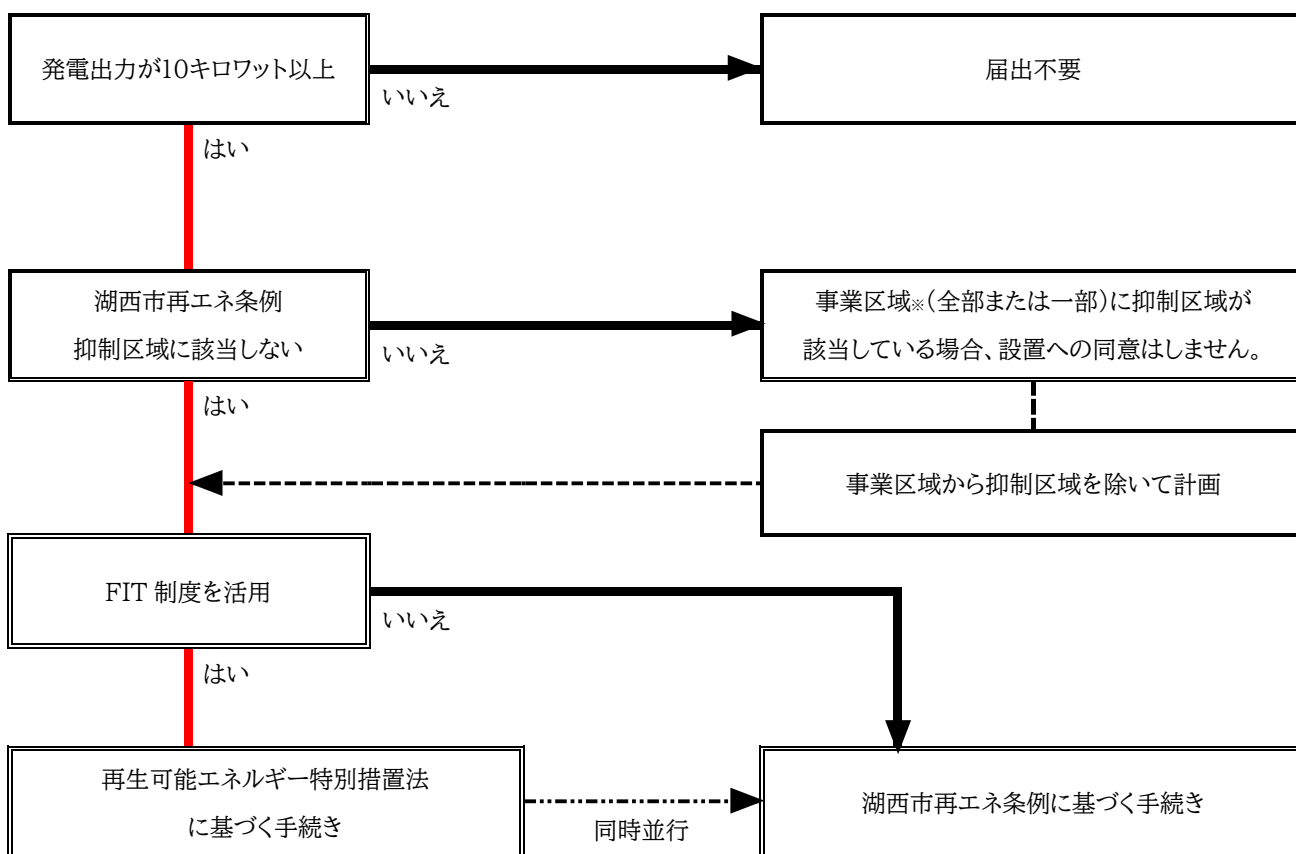 発電出力が10キロワット以上
いいえ
届出不要
はい
湖西市再エネ条例
抑制区域に該当しない
いいえ
事業区域※(全部または一部)に抑制区域が
該当している場合、設置への同意はしません。
はい
事業区域から抑制区域を除いて計画
FIT 制度を活用
いいえ
はい
再生可能エネルギー特別措置法
に基づく手続き
同時並行
湖西市再エネ条例に基づく手続き